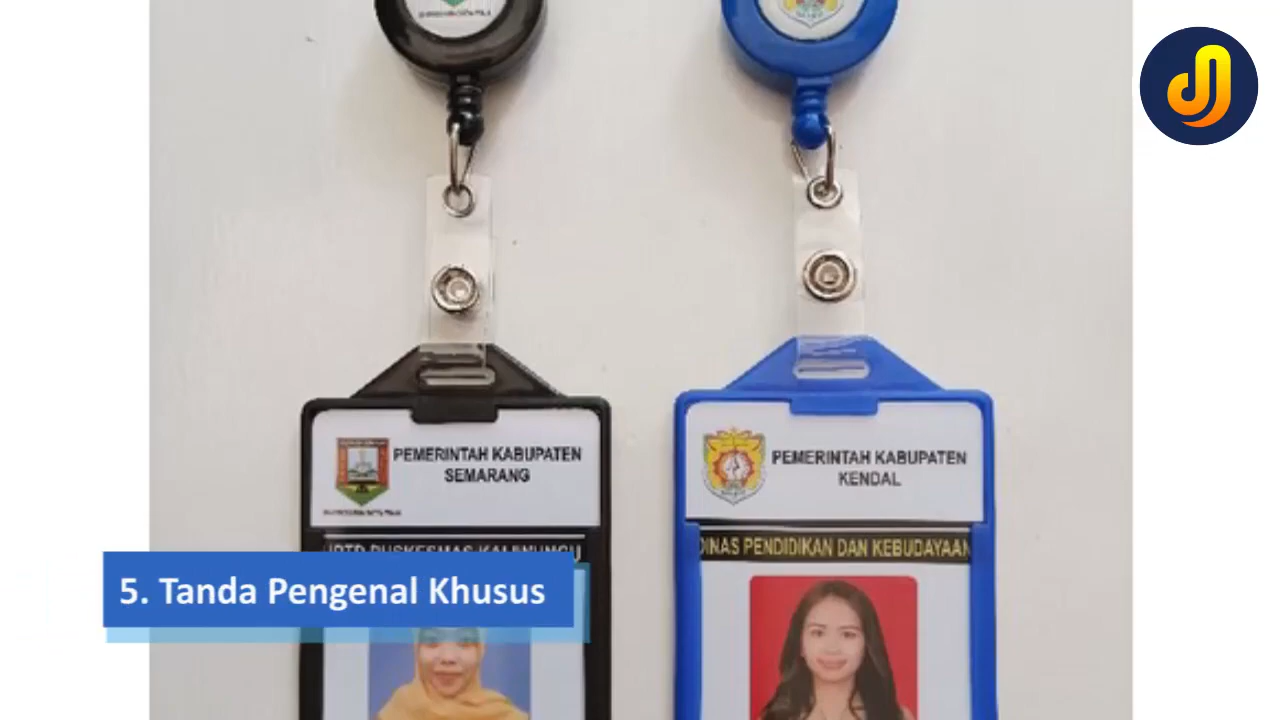 PEMERINTAH KABUPATEN
SEMARANG
PEMERINTAH KABUPATEN
KENDAL
DINAS PENDIDIKAN DAN KEBUDAYAAN
5. Tanda Pengenal Khusus